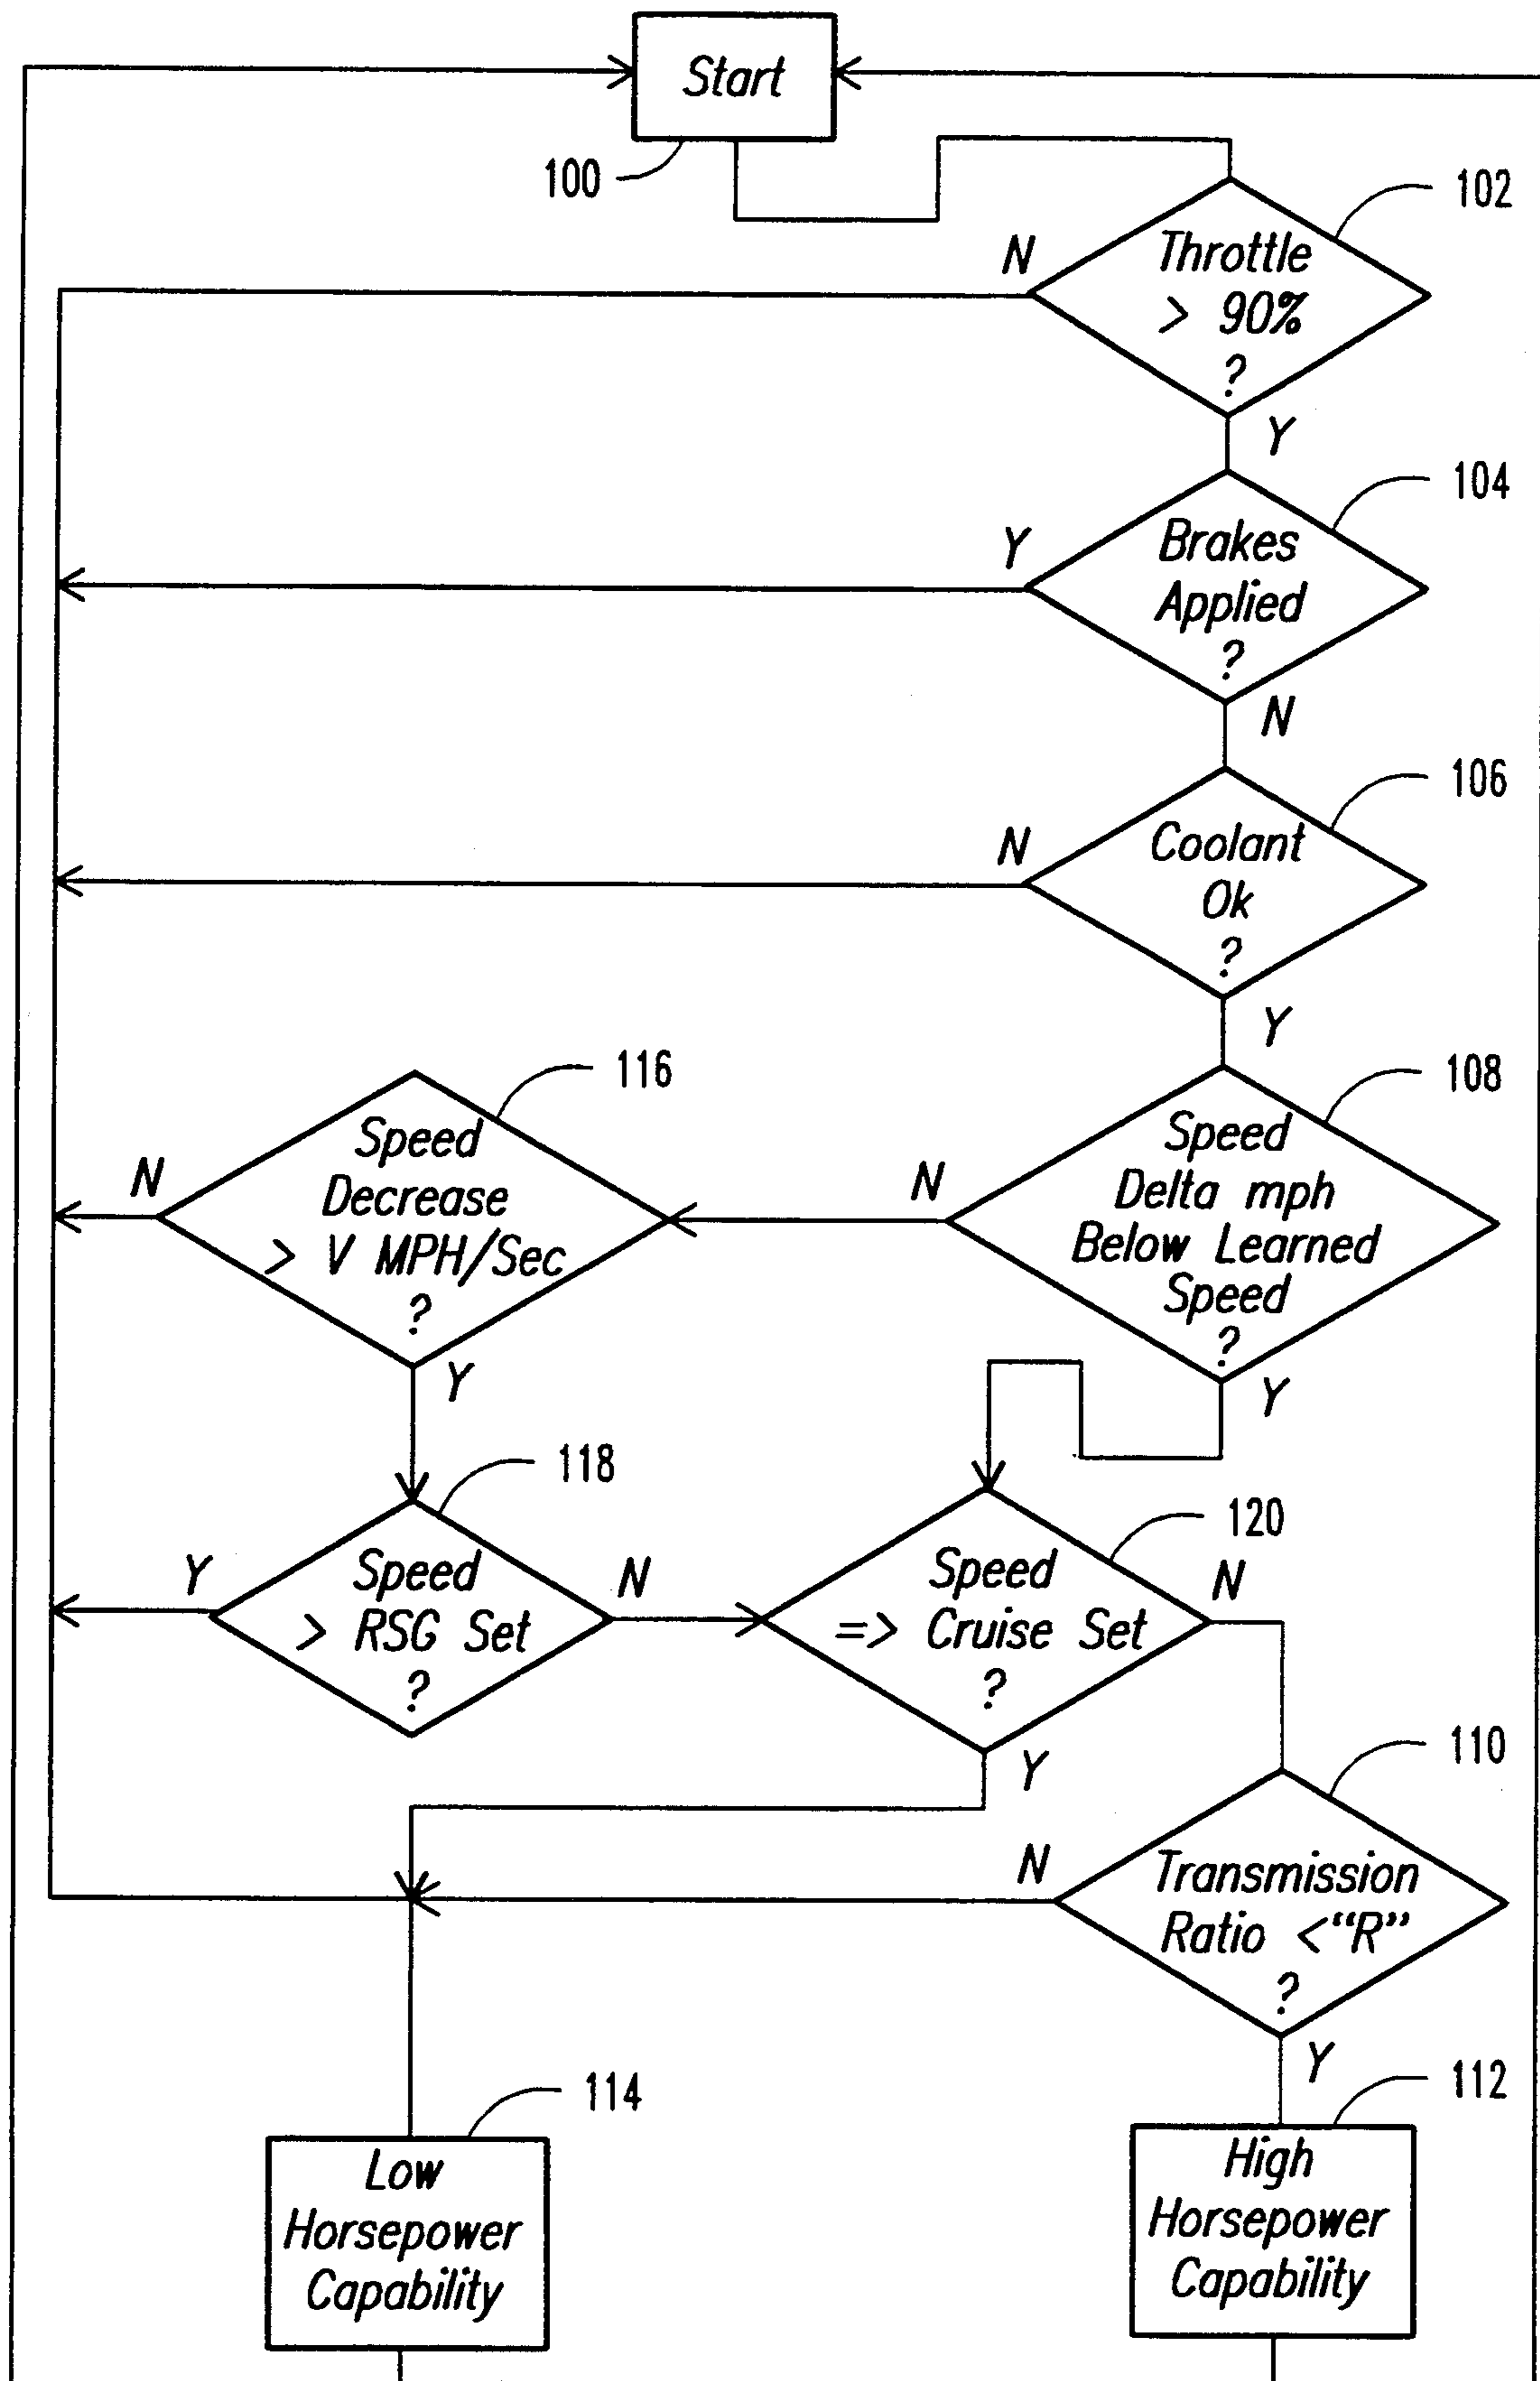 Start
100
102
N
Throttle
> 90%
?
Y
104
Y
Brakes
Applied
?
N
106
N
Coolant
Ok
?
Y
116
108
Speed
Decrease
> V MPH/Sec
?
N
Y
N
Speed
Delta mph
Below Learned
Speed
?
Y
118
Y
Speed
> RSG Set
?
N
120
Speed
=> Cruise Set
?
N
Y
110
N
Transmission
Ratio <“R”
?
Y
114
Low
Horsepower
Capability
112
High
Horsepower
Capability